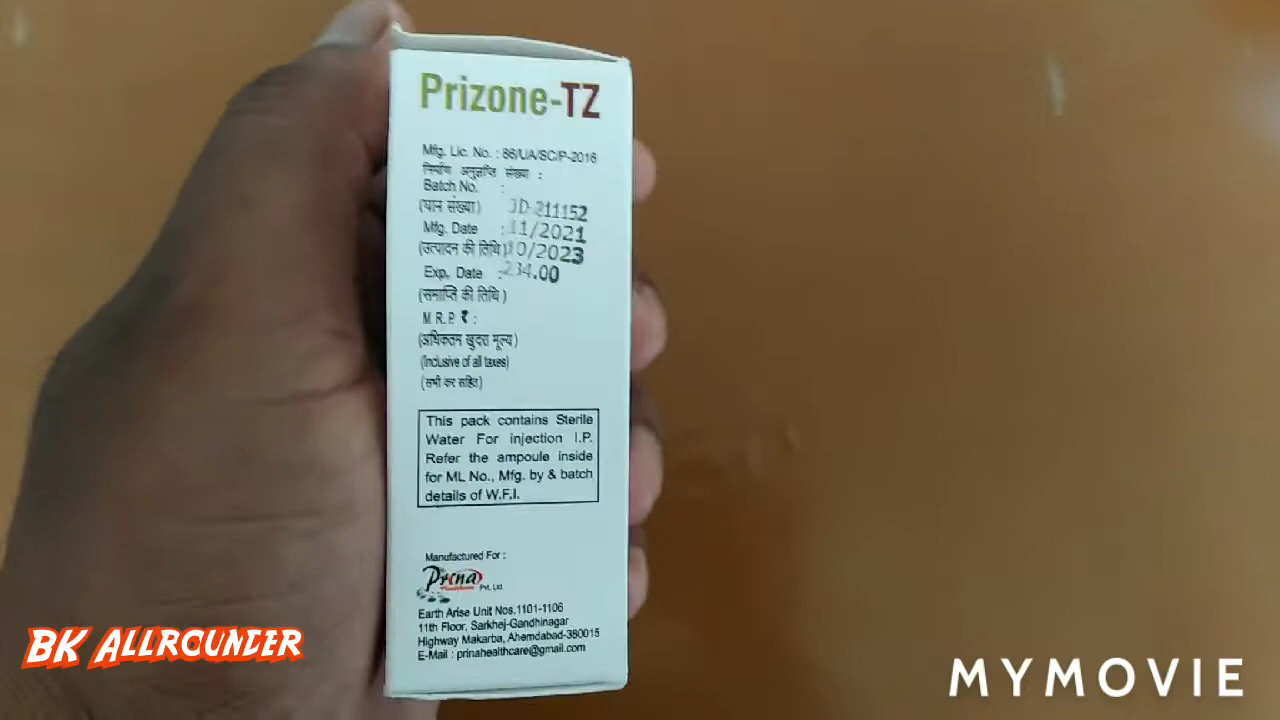 Prizone-TZ
Mfg. Lic. No. : 86/UA/SC/P-2016
निर्माण अनुज्ञप्ति संख्या :
Batch No. :
(घान संख्या) JD-211152
Mfg. Date : 11/2021
(उत्पादन की तिथि) 10/2023
Exp. Date : 234.00
(समाप्ति की तिथि)
M R.P. ₹ :
(अधिकतम खुदरा मूल्य)
(Inclusive of all taxes)
(सभी कर सहित)
This pack contains Sterile
Water For injection I.P.
Refer the ampoule inside
for ML No., Mfg. by & batch
details of W.F.I.
Manufactured For :
Prina
Healthcare Pvt. Ltd.
Earth Arise Unit Nos.1101-1106
11th Floor, Sarkhej-Gandhinagar
Highway Makarba, Ahemdabad-380015
E-Mail : prinahealthcare@gmail.com
BK ALLROUNDER
MYMOVIE